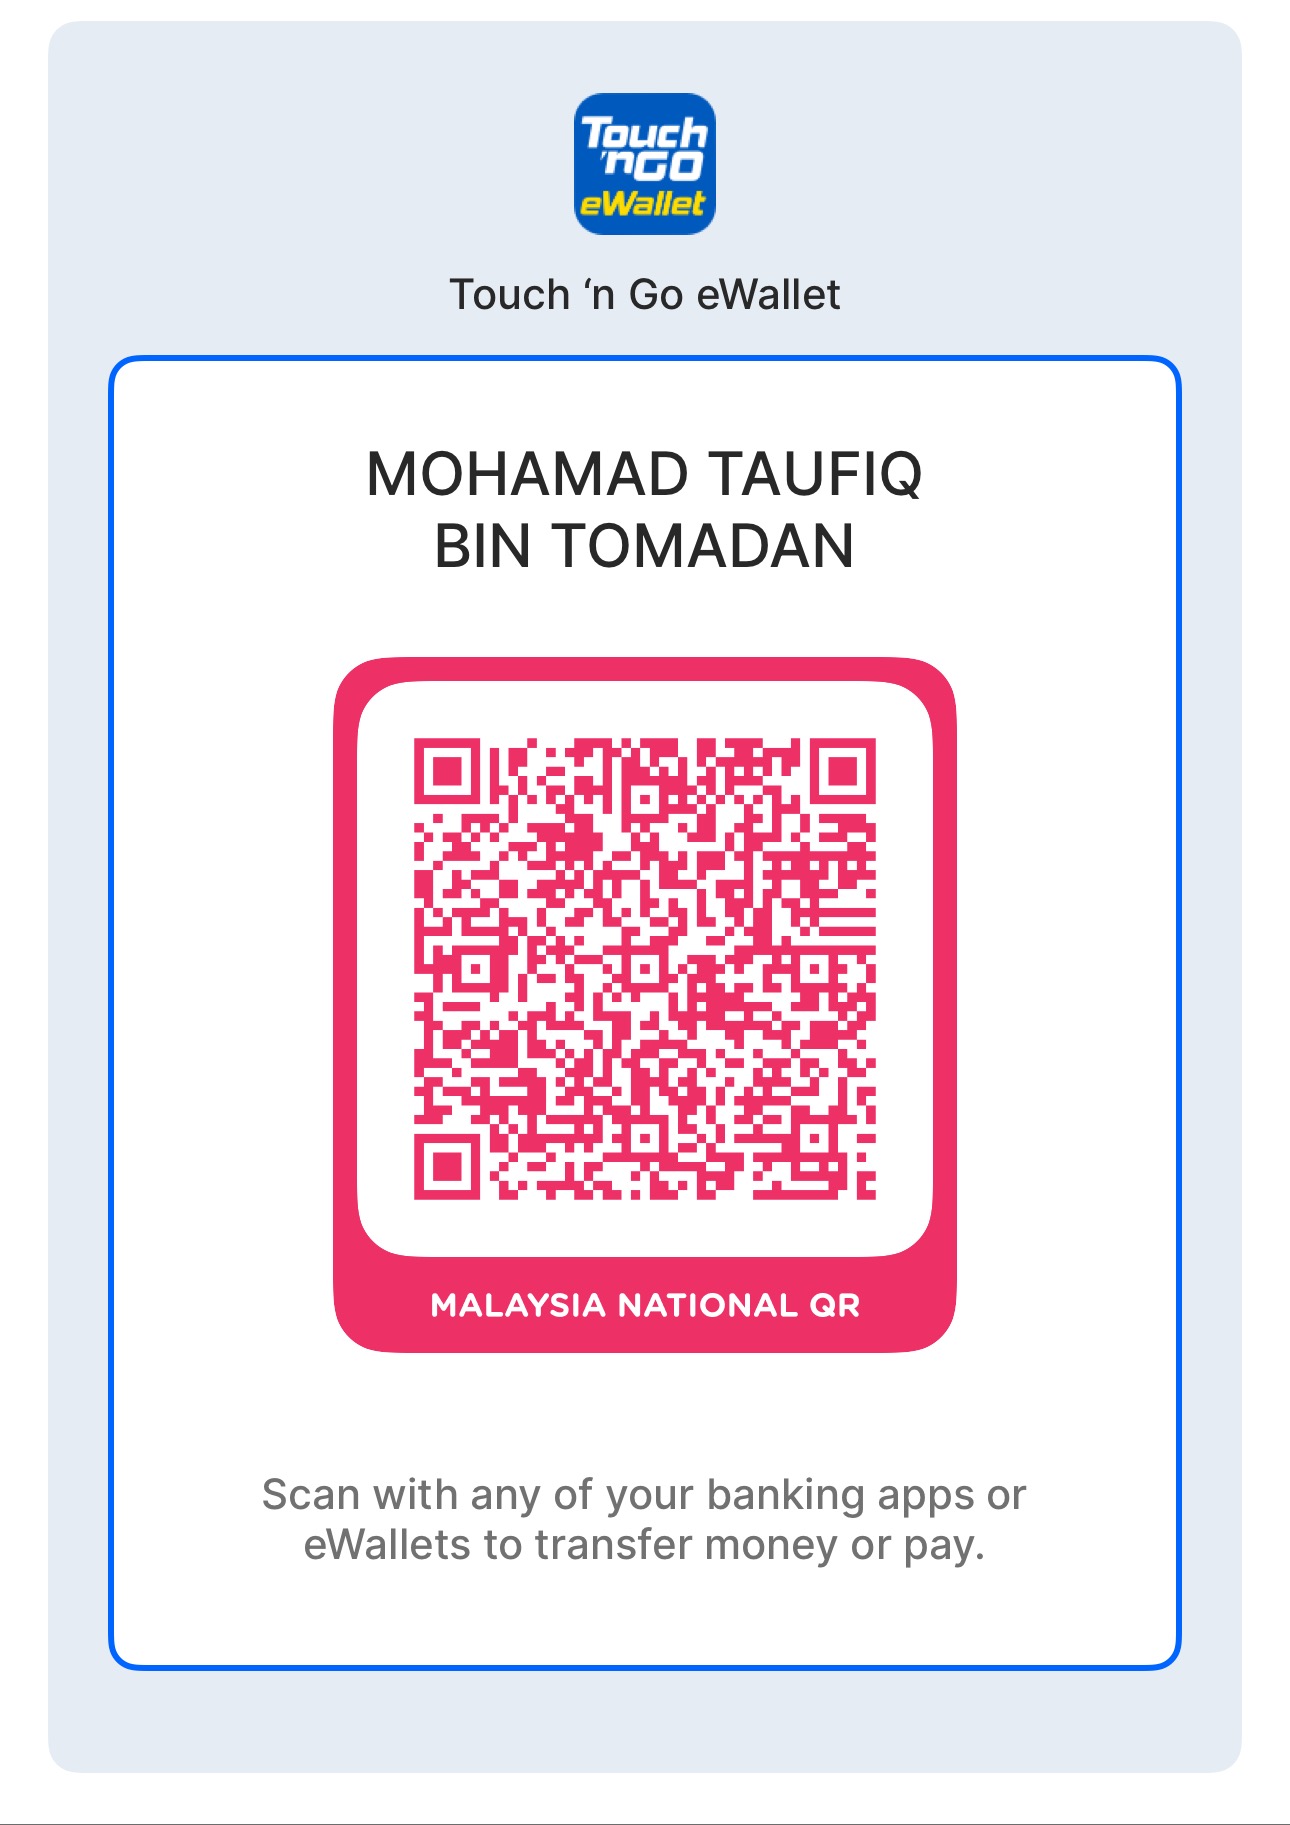 Touch
'nGO
eWallet
Touch ‘n Go eWallet
MOHAMAD TAUFIQ
BIN TOMADAN
MALAYSIA NATIONAL QR
Scan with any of your banking apps or
eWallets to transfer money or pay.